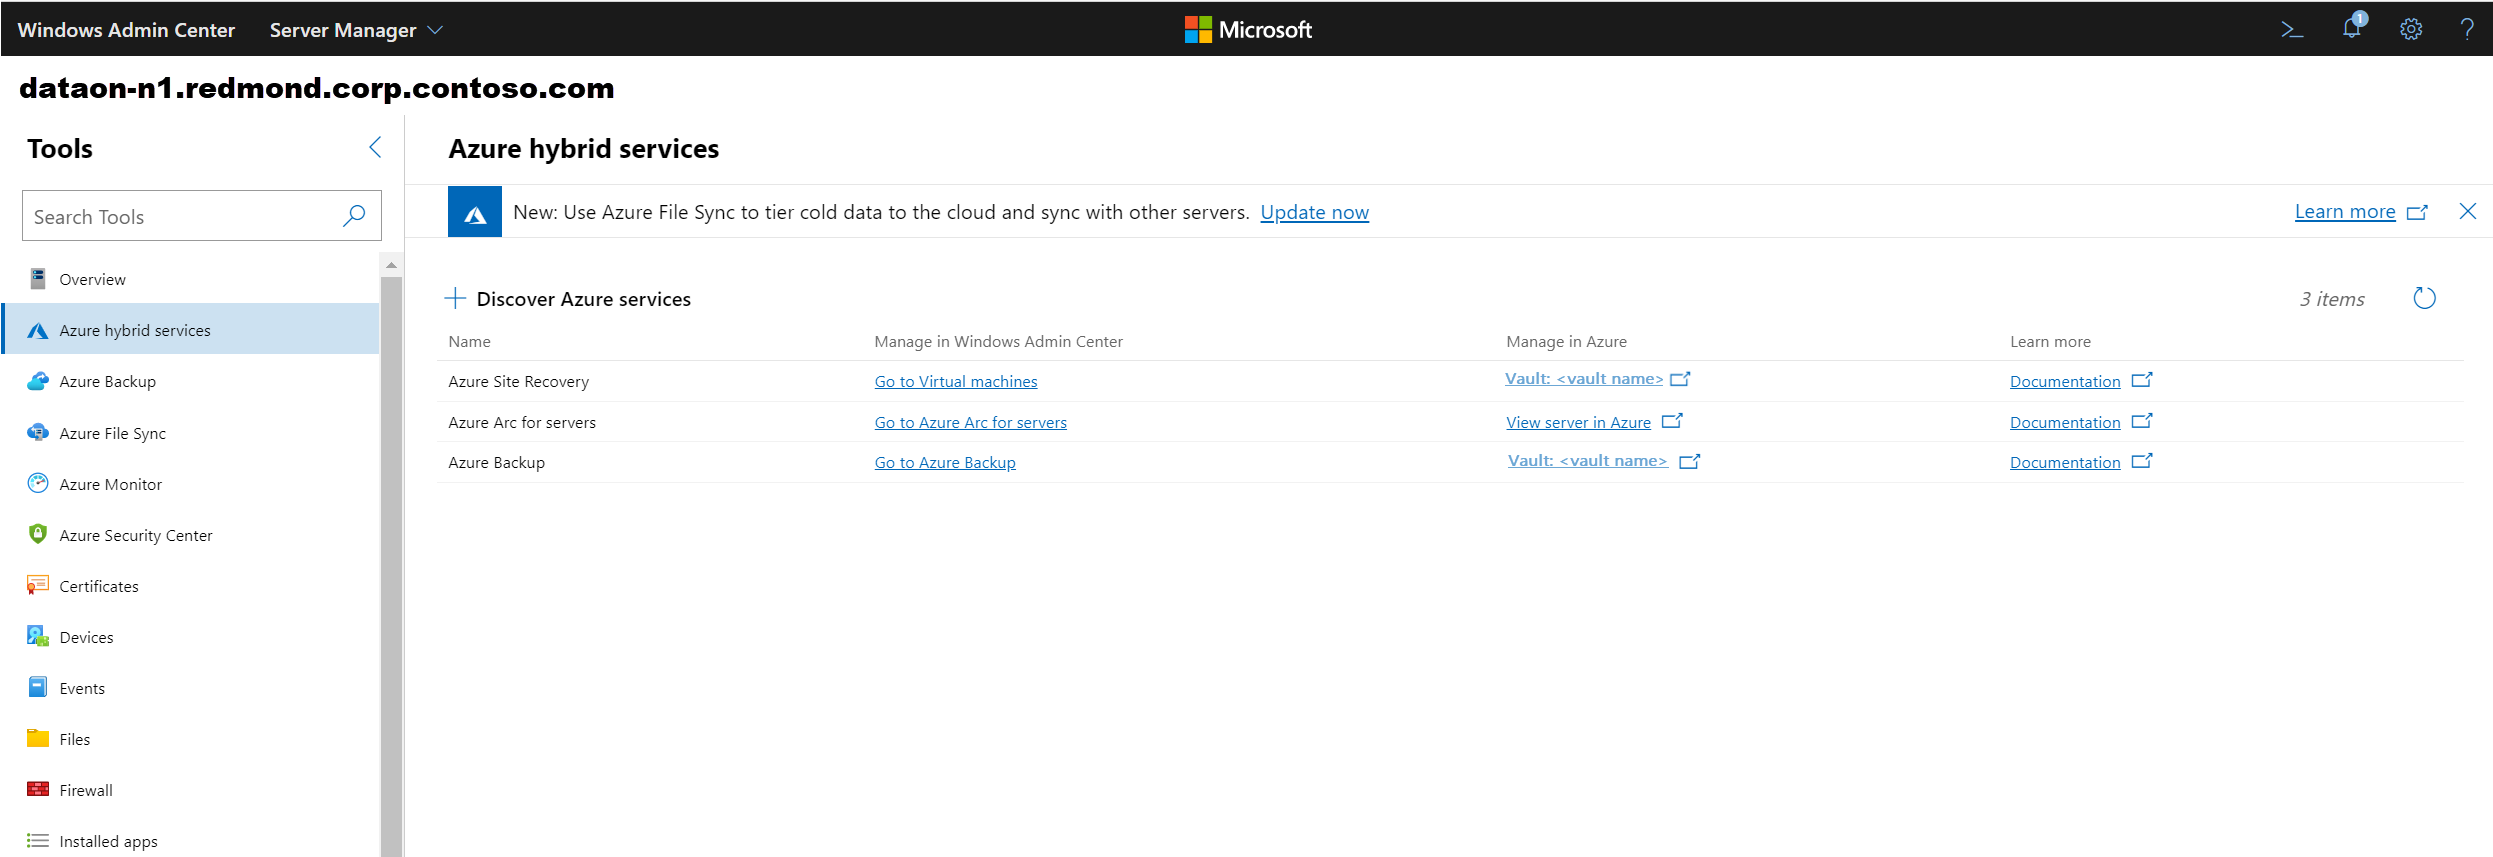 Windows Admin Center Server Manager Microsoft 1
dataon-n1.redmond.corp.contoso.com
Tools
Search Tools
Overview
Azure hybrid services
Azure Backup
Azure File Sync
Azure Monitor
Azure Security Center
Certificates
Devices
Events
Files
Firewall
Installed apps
Azure hybrid services
New: Use Azure File Sync to tier cold data to the cloud and sync with other servers. Update now Learn more
Discover Azure services 3 items
Name Manage in Windows Admin Center Manage in Azure Learn more
Azure Site Recovery Go to Virtual machines Vault: <vault name> Documentation
Azure Arc for servers Go to Azure Arc for servers View server in Azure Documentation
Azure Backup Go to Azure Backup Vault: <vault name> Documentation